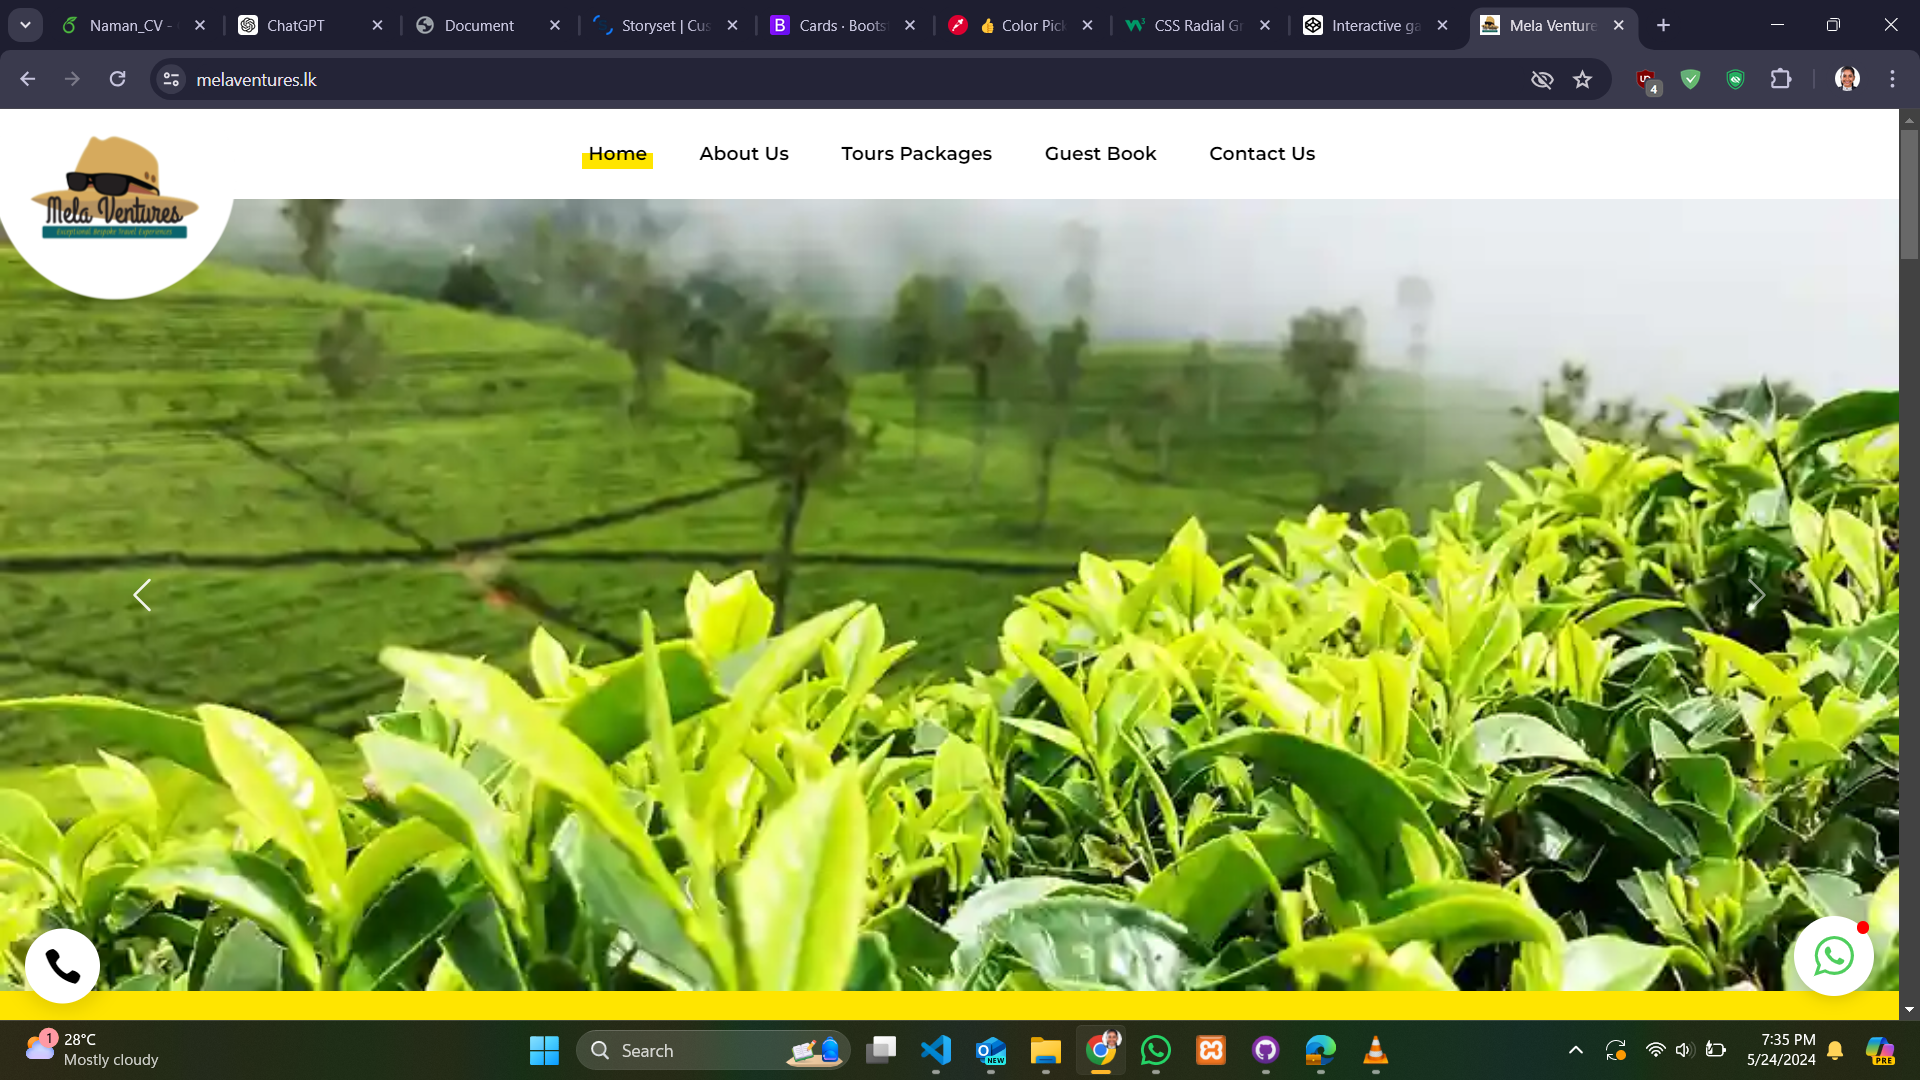 Naman_CV -
ChatGPT
Document
Storyset | Cus
Cards · Boots
👍 Color Pick
CSS Radial Gr
Interactive ga
Mela Venture
melaventures.lk
4
Mela Ventures
Exceptional Bespoke Travel Experiences
Home
About Us
Tours Packages
Guest Book
Contact Us
1
28°C
Mostly cloudy
Search
NEW
7:35 PM
5/24/2024
PRE